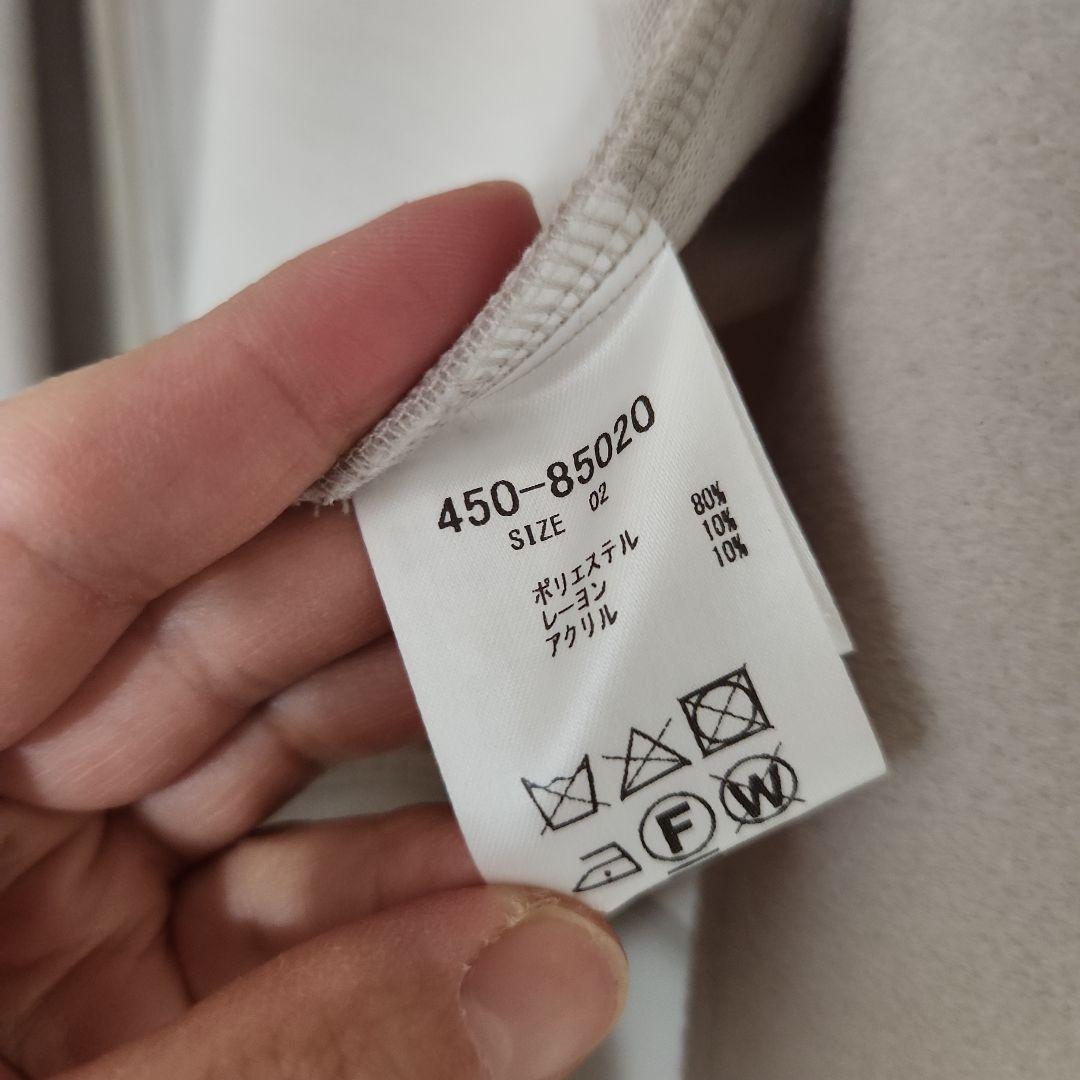 450-85020
SIZE 02
ポリエステル 80%
レーヨン 10%
アクリル 10%
F W